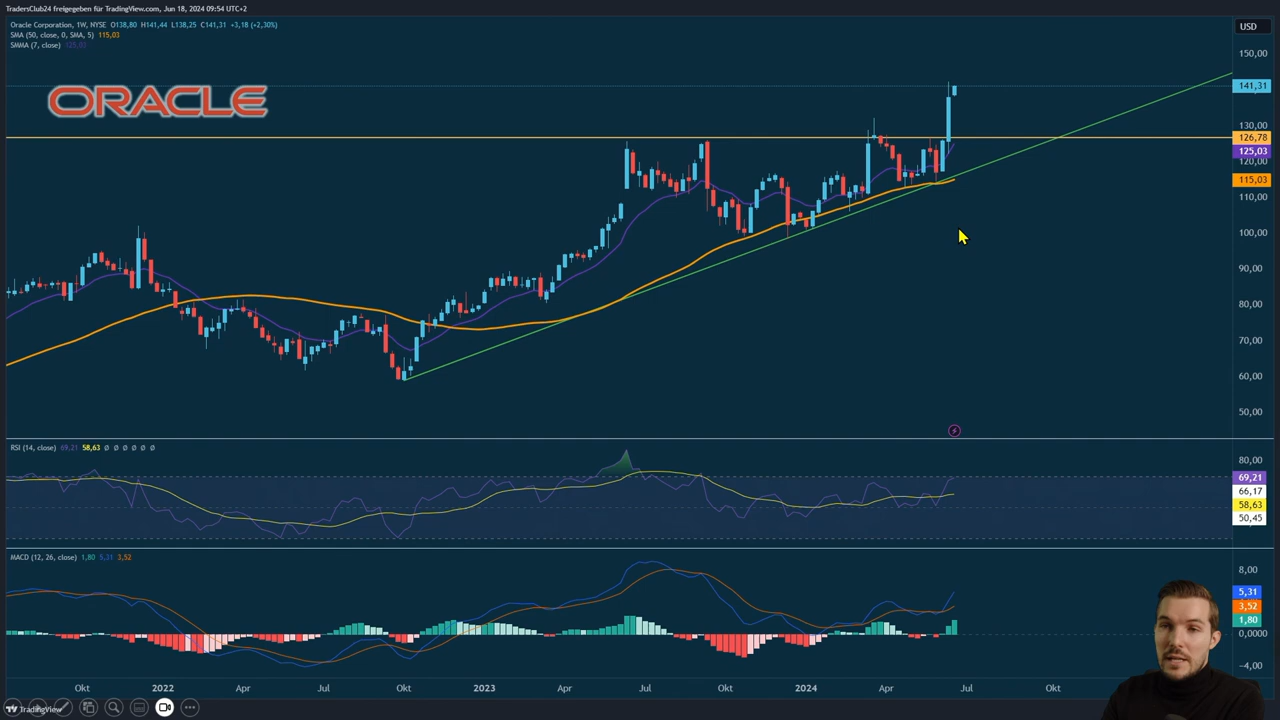 TradersClub24 freigegeben für TradingView.com, Jun 18, 2024 09:54 UTC+2
Oracle Corporation, 1W, NYSE O138,80 H141,44 L138,25 C141,31 +3,18 (+2,30%)
SMA (50, close, 0, SMA, 5) 115,03
SMMA (7, close) 125,03
USD
ORACLE
150,00
141,31
130,00
126,78
125,03
120,00
115,03
110,00
100,00
90,00
80,00
70,00
60,00
50,00
RSI (14, close) 69,21 58,63 Ø Ø Ø Ø Ø Ø
80,00
69,21
66,17
58,63
50,45
MACD (12, 26, close) 1,80 5,31 3,52
8,00
5,31
3,52
1,80
0,0000
-4,00
Okt 2022 Apr Jul Okt 2023 Apr Jul Okt 2024 Apr Jul Okt
TradingView